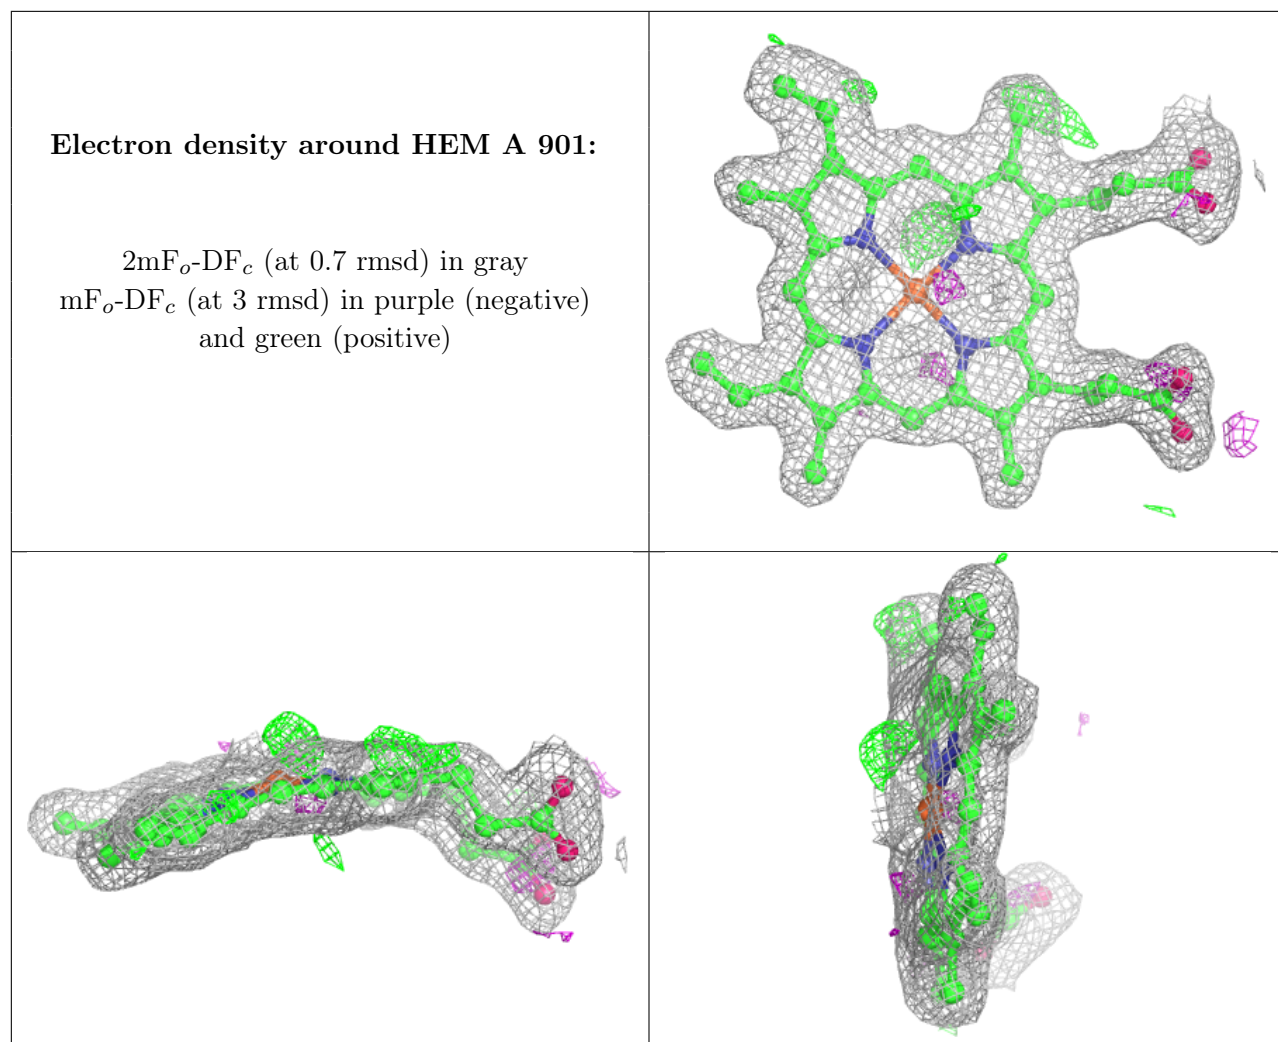 Electron density around HEM A 901:
2mFo-DFc (at 0.7 rmsd) in gray
mFo-DFc (at 3 rmsd) in purple (negative)
and green (positive)